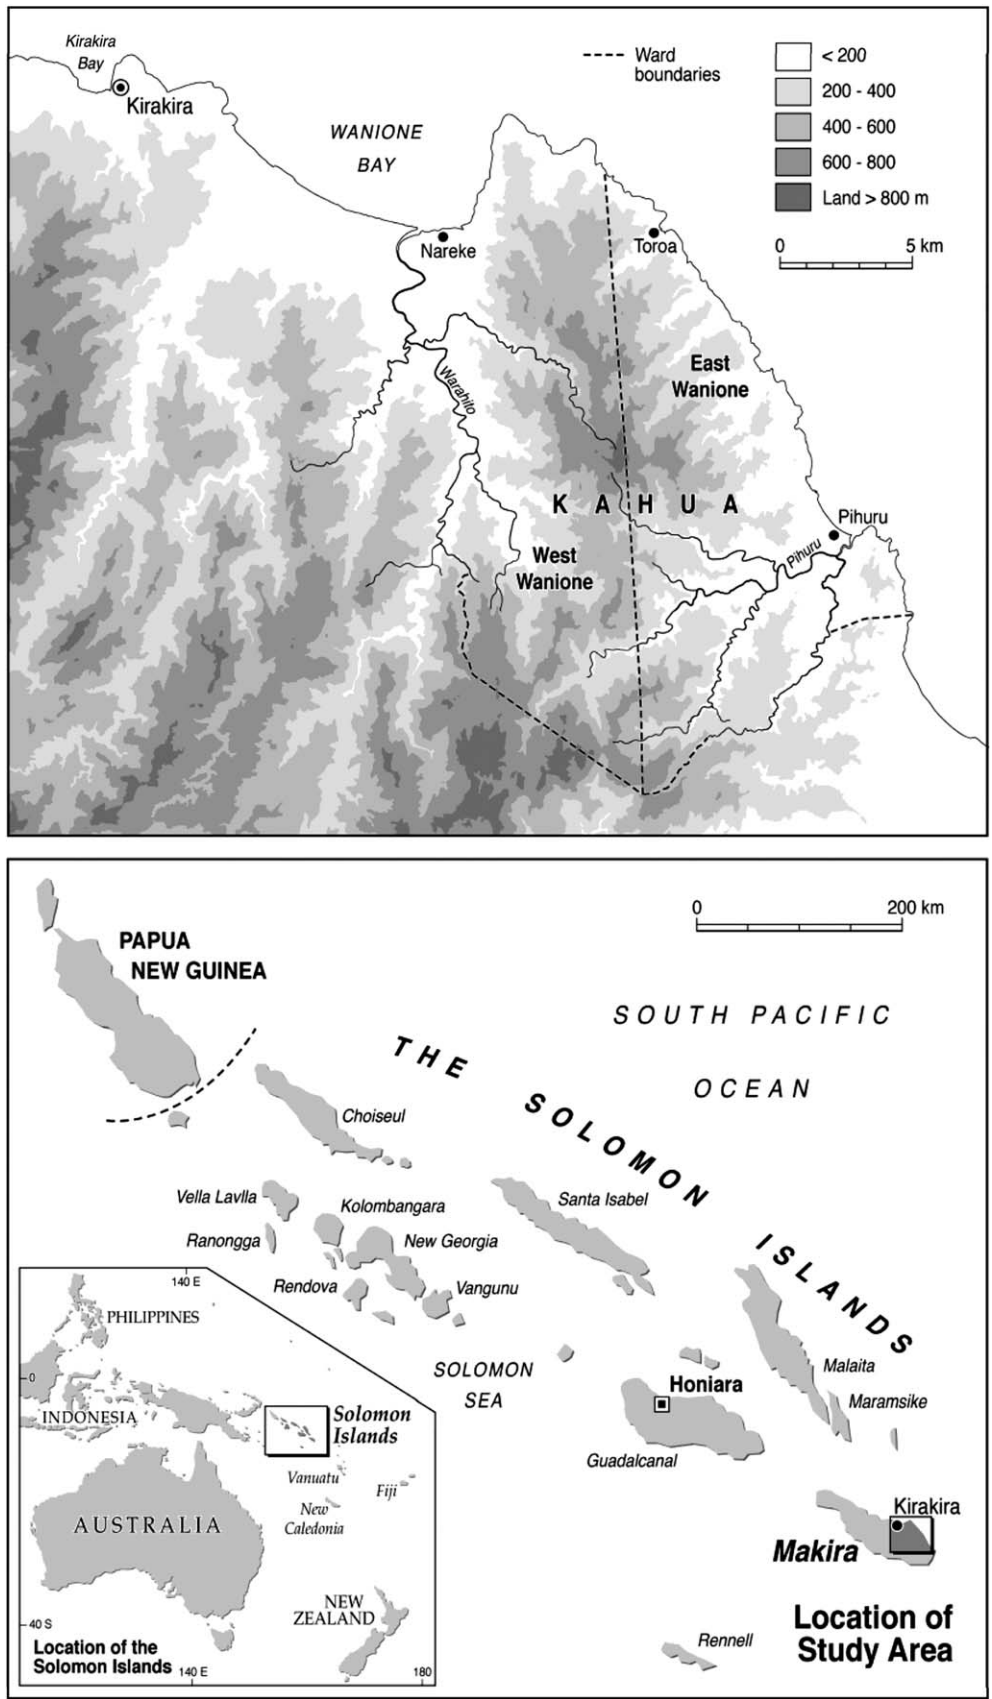 Kirakira
Bay
Kirakira
WANIONE
BAY
Ward
boundaries
< 200
200 - 400
400 - 600
600 - 800
Land > 800 m
0 5 km
Nareke
Toroa
East
Wanione
Warahito
K A H U A
Pihuru
Pihuru
West
Wanione
0 200 km
PAPUA
NEW GUINEA
SOUTH PACIFIC
OCEAN
THE SOLOMON ISLANDS
Choiseul
Vella Lavlla
Kolombangara
Santa Isabel
Ranongga
New Georgia
Rendova
Vangunu
SOLOMON
SEA
Malaita
Honiara
Maramsike
Guadalcanal
Kirakira
Makira
Rennell
Location of
Study Area
140 E
PHILIPPINES
0
INDONESIA
Solomon
Islands
Vanuatu
Fiji
New
Caledonia
AUSTRALIA
NEW
ZEALAND
40 S
Location of the
Solomon Islands
140 E
180